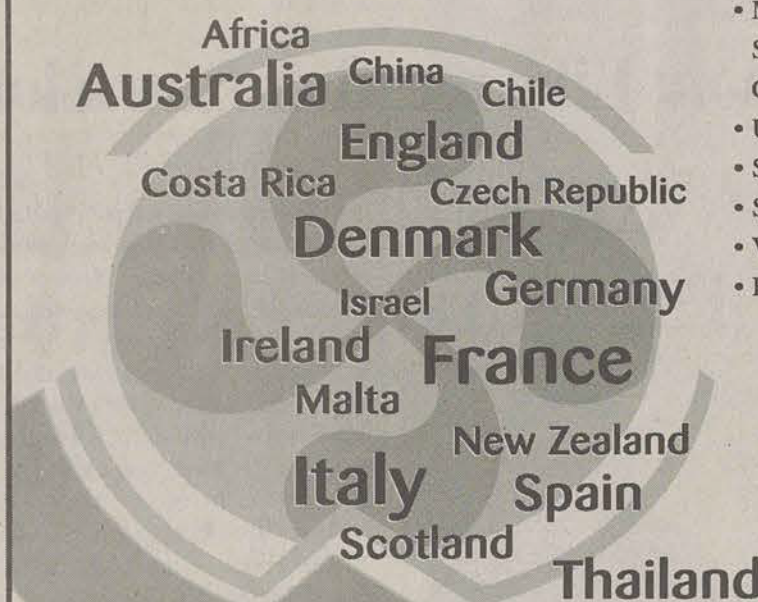 Africa
Australia China Chile
England
Costa Rica Czech Republic
Denmark
Israel Germany
Ireland France
Malta
New Zealand
Italy Spain
Scotland
Thailand